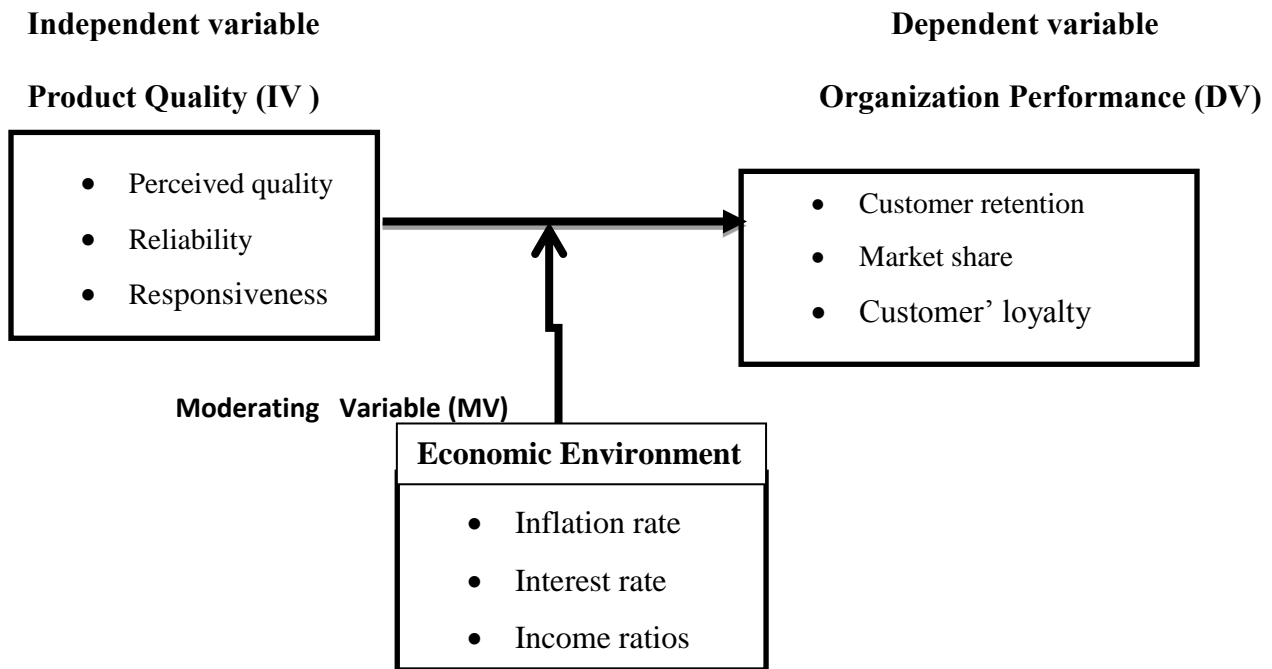 Independent variable
Dependent variable
Product Quality (IV )
Organization Performance (DV)
• Perceived quality
• Reliability
• Responsiveness
• Customer retention
• Market share
• Customer’ loyalty
Moderating Variable (MV)
Economic Environment
• Inflation rate
• Interest rate
• Income ratios